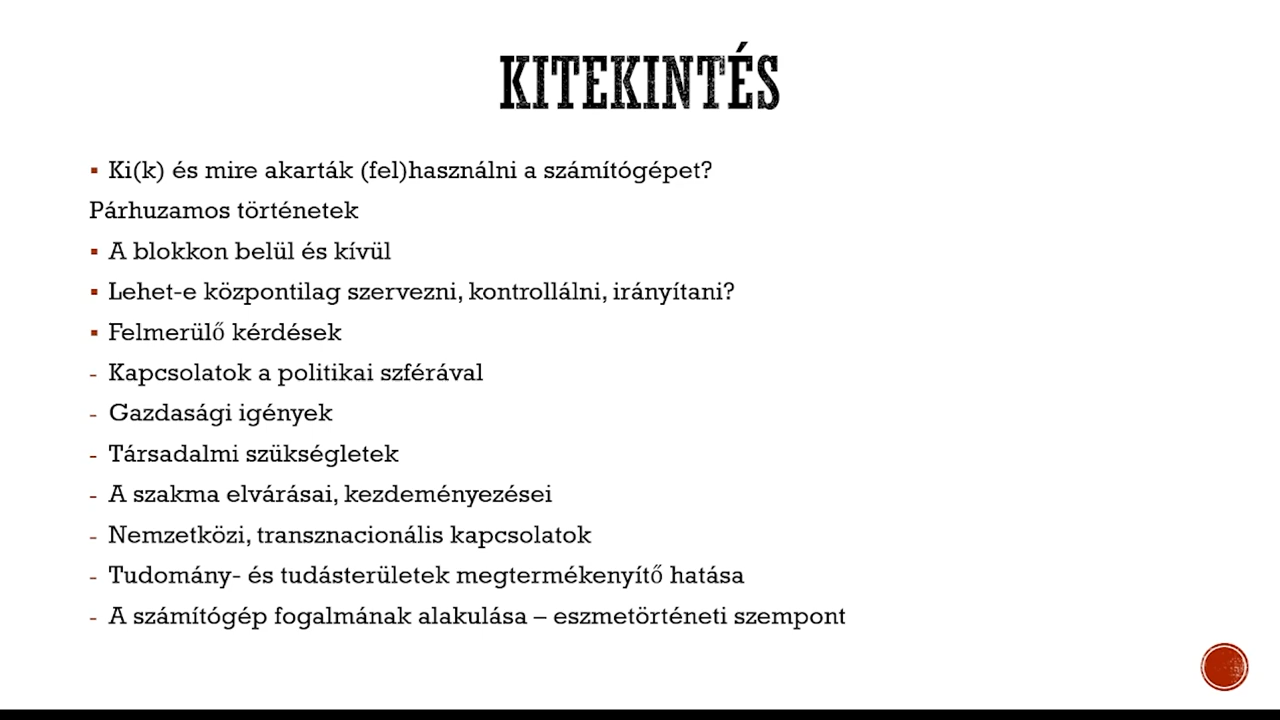 KITEKINTÉS
▪ Ki(k) és mire akarták (fel)használni a számítógépet?
Párhuzamos történetek
▪ A blokkon belül és kívül
▪ Lehet-e központilag szervezni, kontrollálni, irányítani?
▪ Felmerülő kérdések
- Kapcsolatok a politikai szférával
- Gazdasági igények
- Társadalmi szükségletek
- A szakma elvárásai, kezdeményezései
- Nemzetközi, transznacionális kapcsolatok
- Tudomány- és tudásterületek megtermékenyítő hatása
- A számítógép fogalmának alakulása – eszmetörténeti szempont